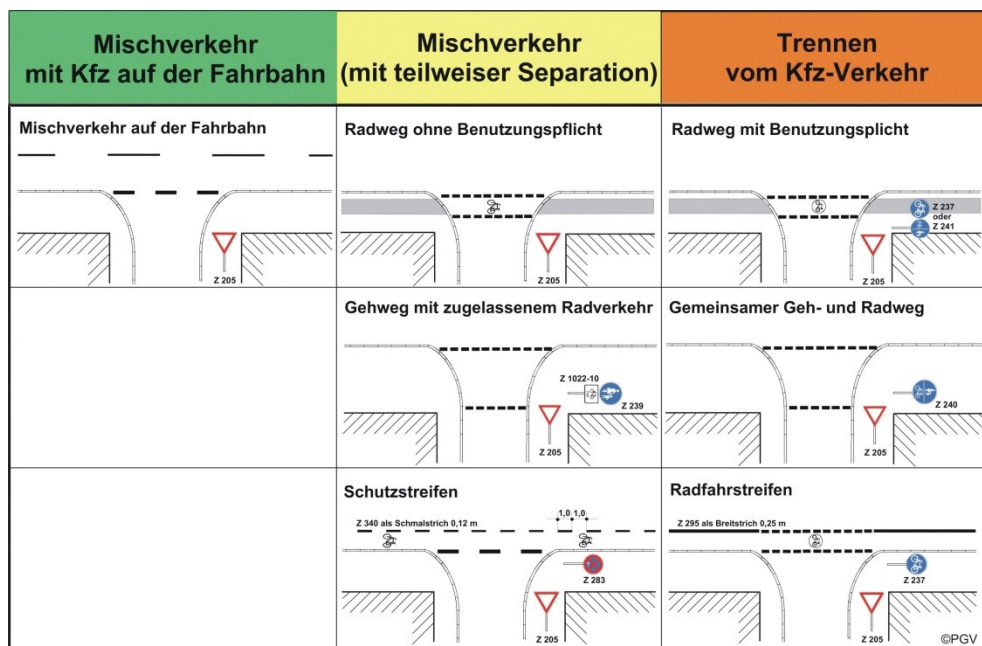 Mischverkehr
mit Kfz auf der Fahrbahn
Mischverkehr
(mit teilweiser Separation)
Trennen
vom Kfz-Verkehr
Mischverkehr auf der Fahrbahn
Z 205
Radweg ohne Benutzungspflicht
Z 205
Radweg mit Benutzungsplicht
Z 237
oder
Z 241
Z 205
Gehweg mit zugelassenem Radverkehr
Z 1022-10
Z 239
Z 205
Gemeinsamer Geh- und Radweg
Z 240
Z 205
Schutzstreifen
1,0 1,0
Z 340 als Schmalstrich 0,12 m
Z 283
Z 205
Radfahrstreifen
Z 295 als Breitstrich 0,25 m
Z 237
Z 205
©PGV